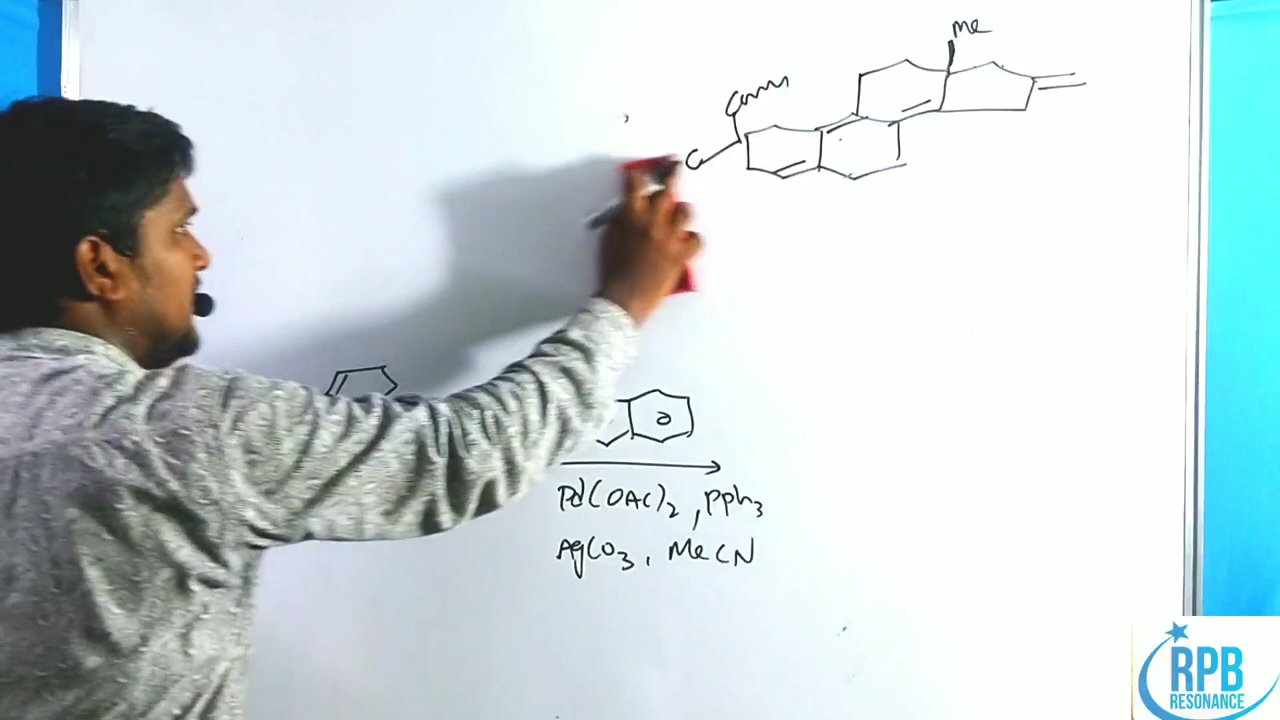 Me
Pd(OAC)2, PPh3
AgCO3, MeCN
RPB
RESONANCE